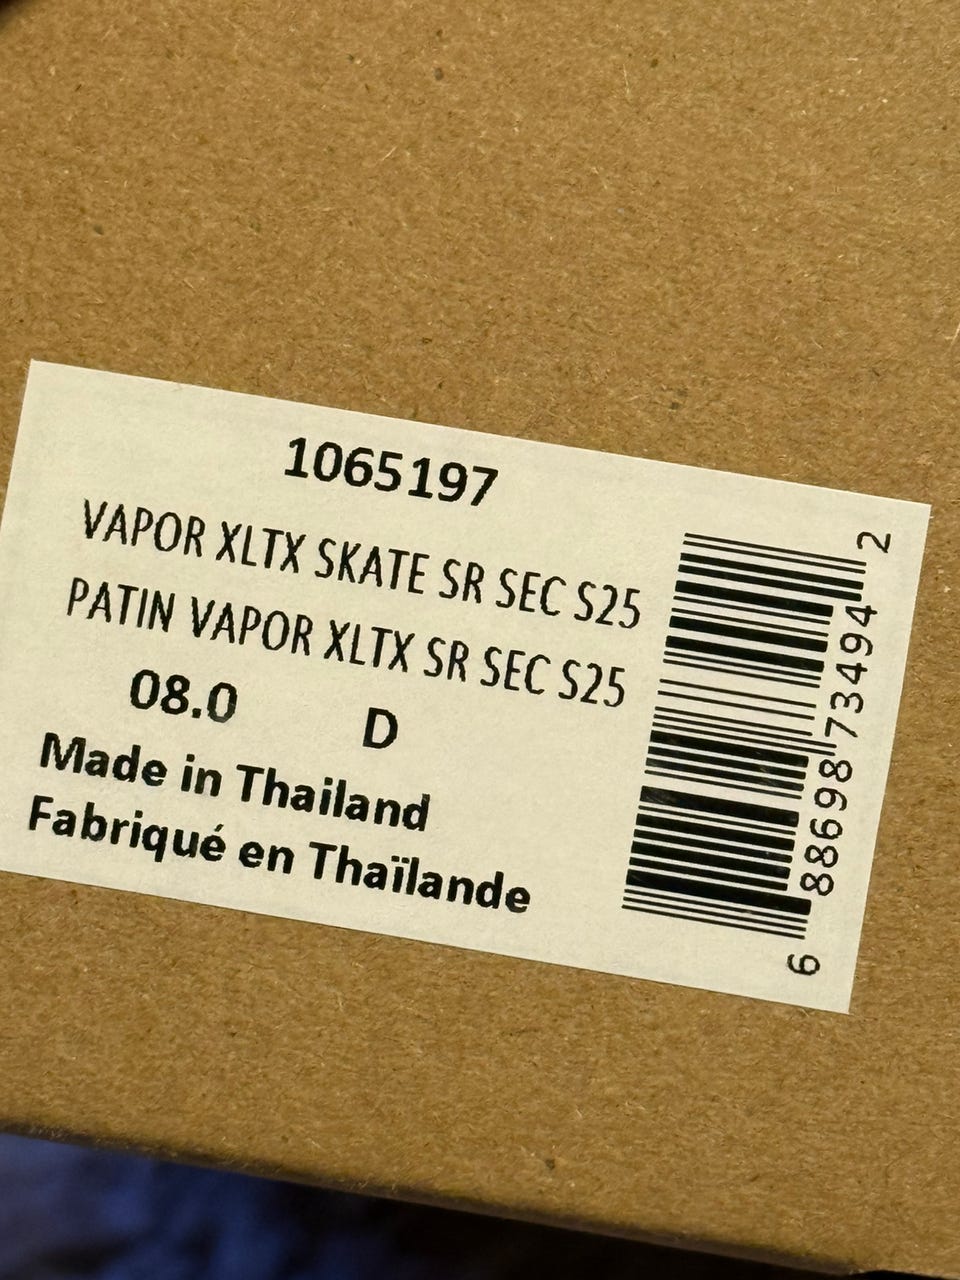 1065197
VAPOR XLTX SKATE SR SEC S25
PATIN VAPOR XLTX SR SEC S25
08.0 D
Made in Thailand
Fabriqué en Thaïlande
6 88698 73494 2